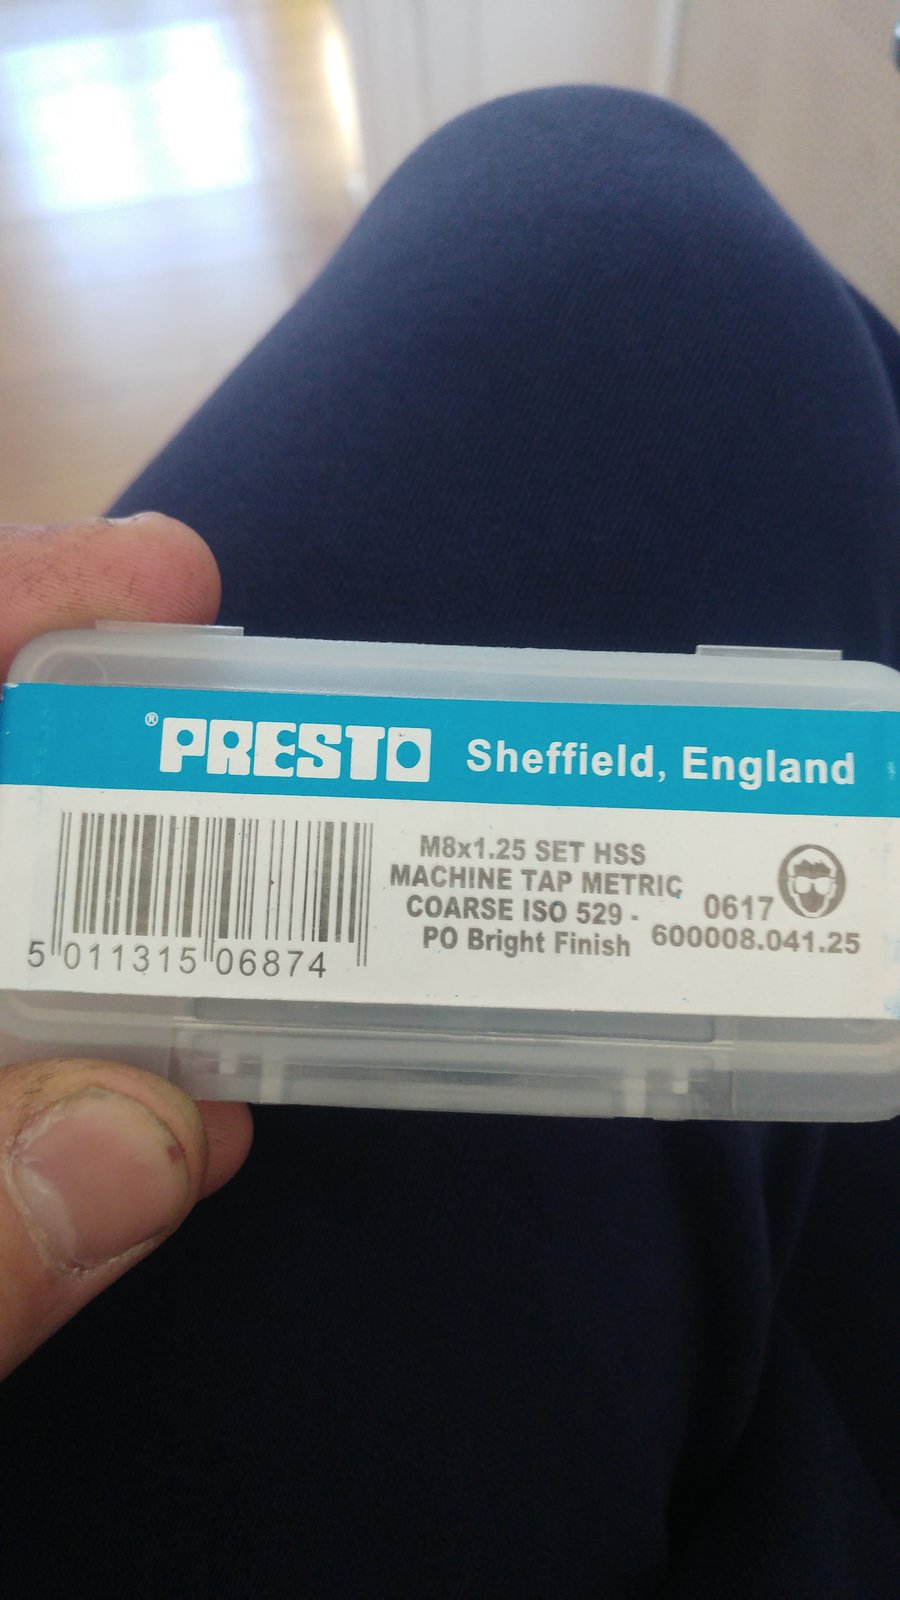 ® PRESTO Sheffield, England
M8x1.25 SET HSS
MACHINE TAP METRIC
COARSE ISO 529 -
PO Bright Finish
0617
600008.041.25
5 011315 06874